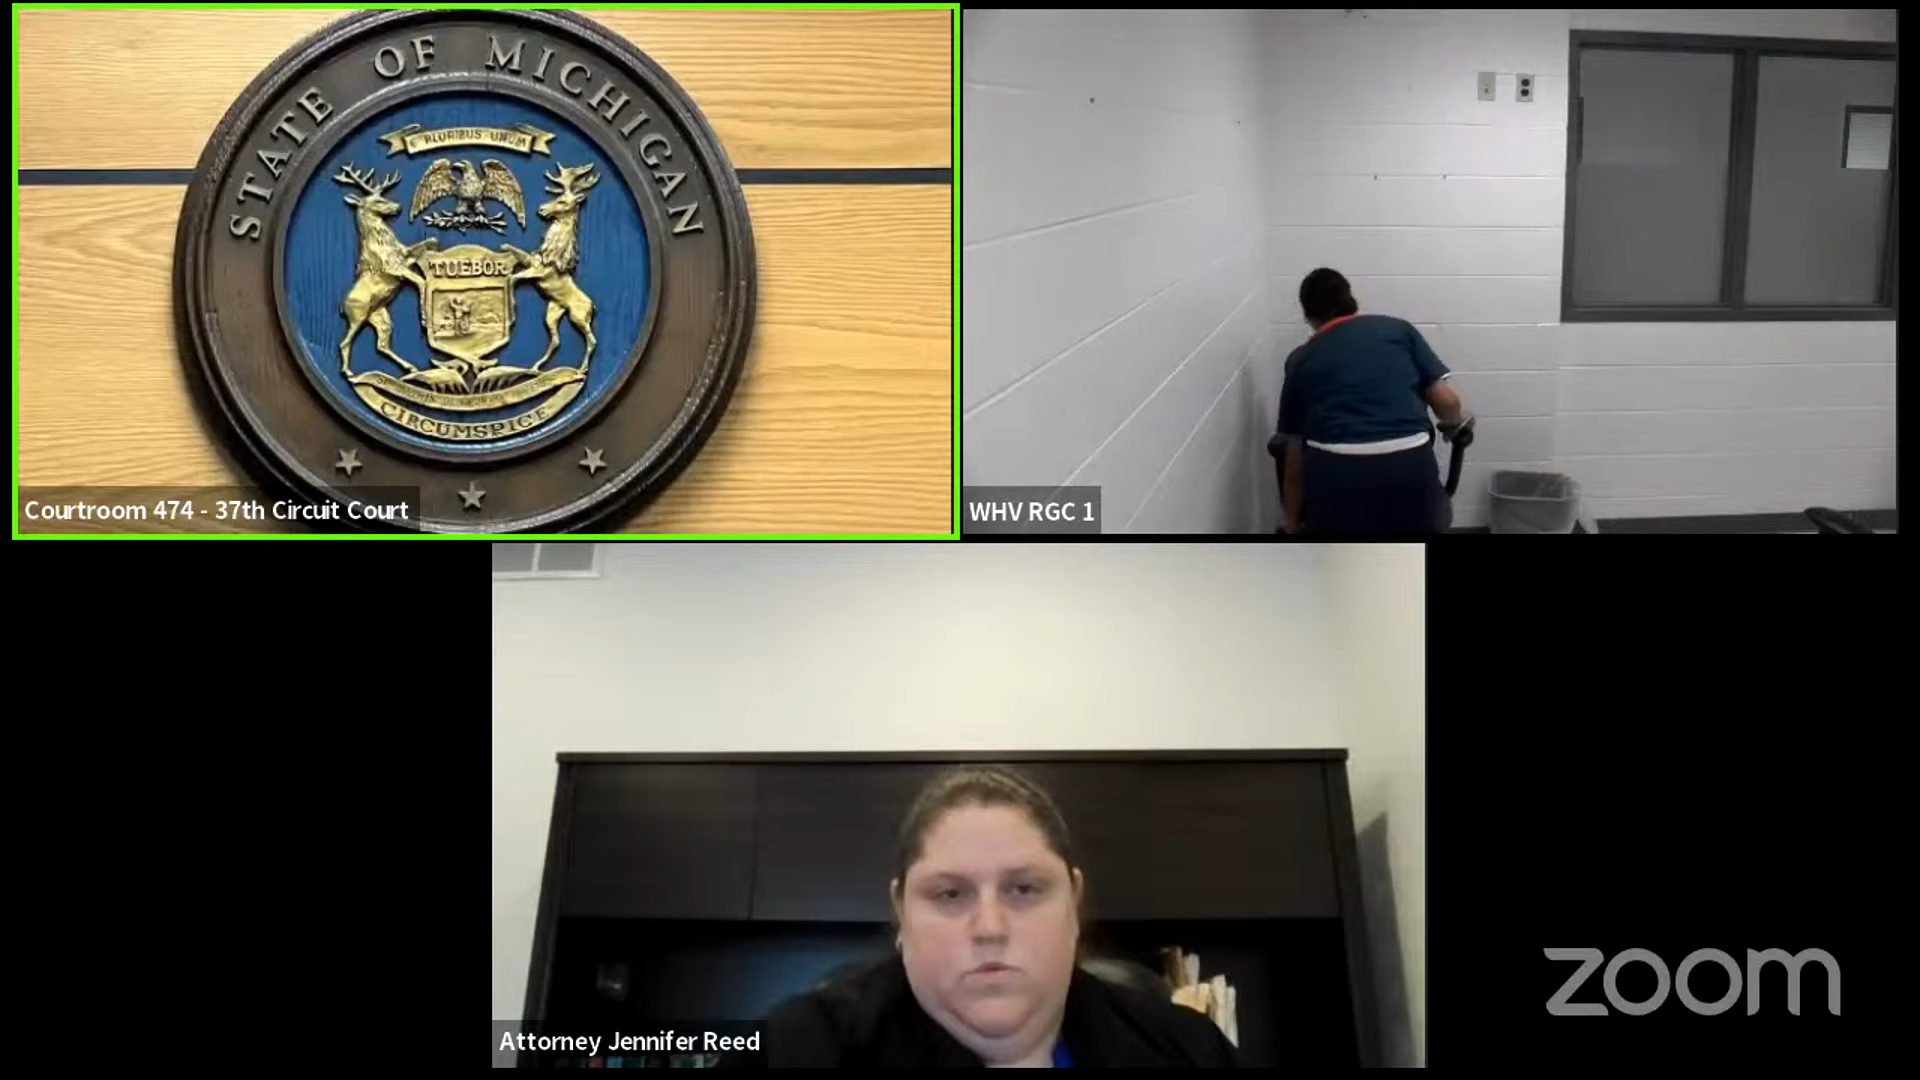 STATE OF MICHIGAN
E PLURIBUS UNUM
TUEBOR
CIRCUMSPICE
Courtroom 474 - 37th Circuit Court
WHV RGC 1
Attorney Jennifer Reed
zoom